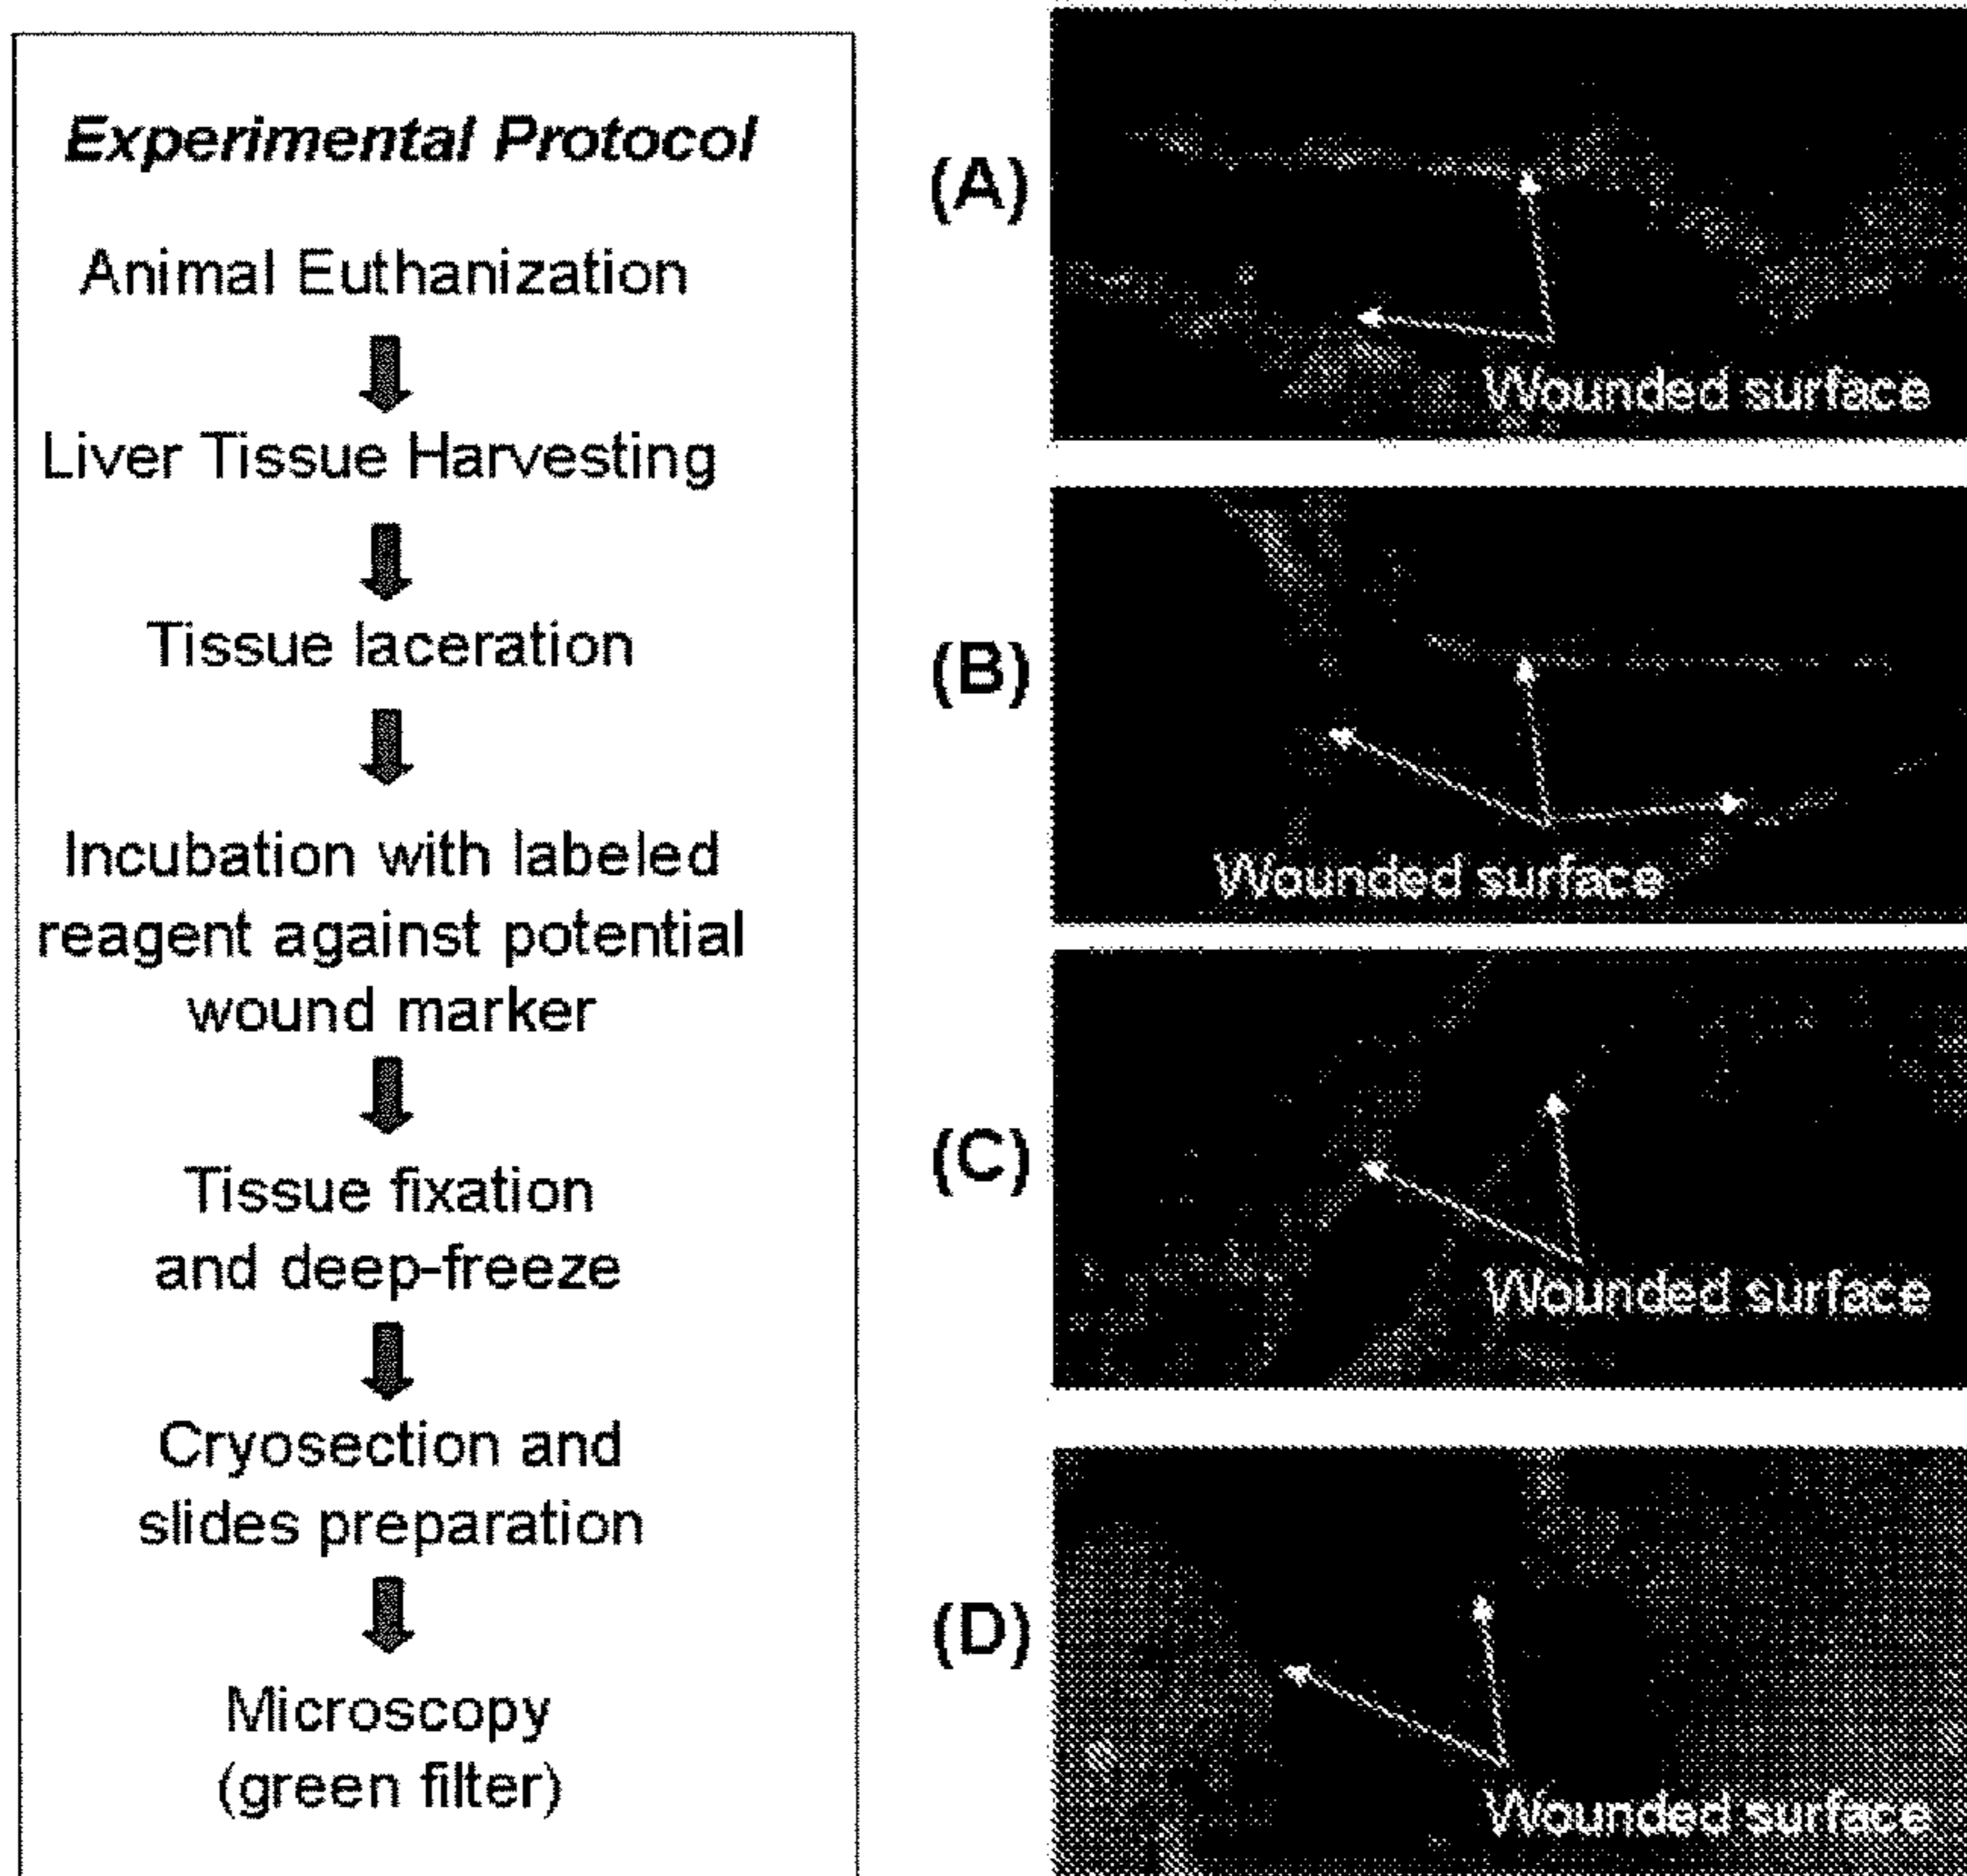 Experimental Protocol
Animal Euthanization
Liver Tissue Harvesting
Tissue laceration
Incubation with labeled
reagent against potential
wound marker
Tissue fixation
and deep-freeze
Cryosection and
slides preparation
Microscopy
(green filter)
(A)
Wounded surface
(B)
Wounded surface
(C)
Wounded surface
(D)
Wounded surface